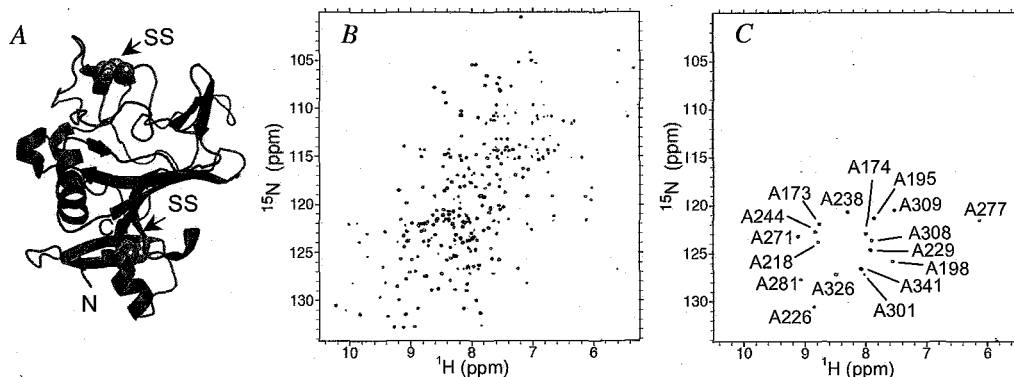 A
SS
SS
C
N
B
105
110
115
120
125
130
15N (ppm)
10
9
8
7
6
1H (ppm)
C
105
110
115
120
125
130
15N (ppm)
A174
A195
A173
A238
A309
A277
A244
A271
A308
A229
A218
A198
A281
A326
A341
A301
A226
10
9
8
7
6
1H (ppm)